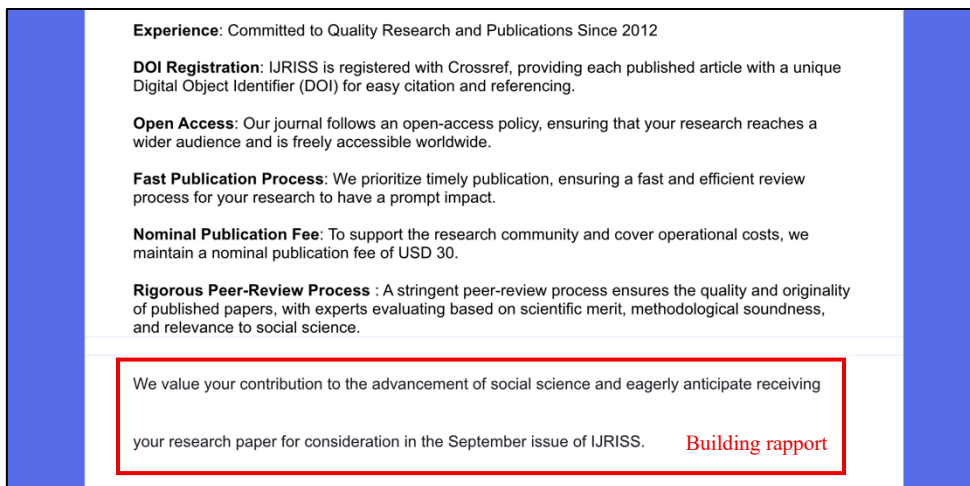 Experience: Committed to Quality Research and Publications Since 2012
DOI Registration: IJRISS is registered with Crossref, providing each published article with a unique
Digital Object Identifier (DOI) for easy citation and referencing.
Open Access: Our journal follows an open-access policy, ensuring that your research reaches a
wider audience and is freely accessible worldwide.
Fast Publication Process: We prioritize timely publication, ensuring a fast and efficient review
process for your research to have a prompt impact.
Nominal Publication Fee: To support the research community and cover operational costs, we
maintain a nominal publication fee of USD 30.
Rigorous Peer-Review Process : A stringent peer-review process ensures the quality and originality
of published papers, with experts evaluating based on scientific merit, methodological soundness,
and relevance to social science.
We value your contribution to the advancement of social science and eagerly anticipate receiving
your research paper for consideration in the September issue of IJRISS. Building rapport